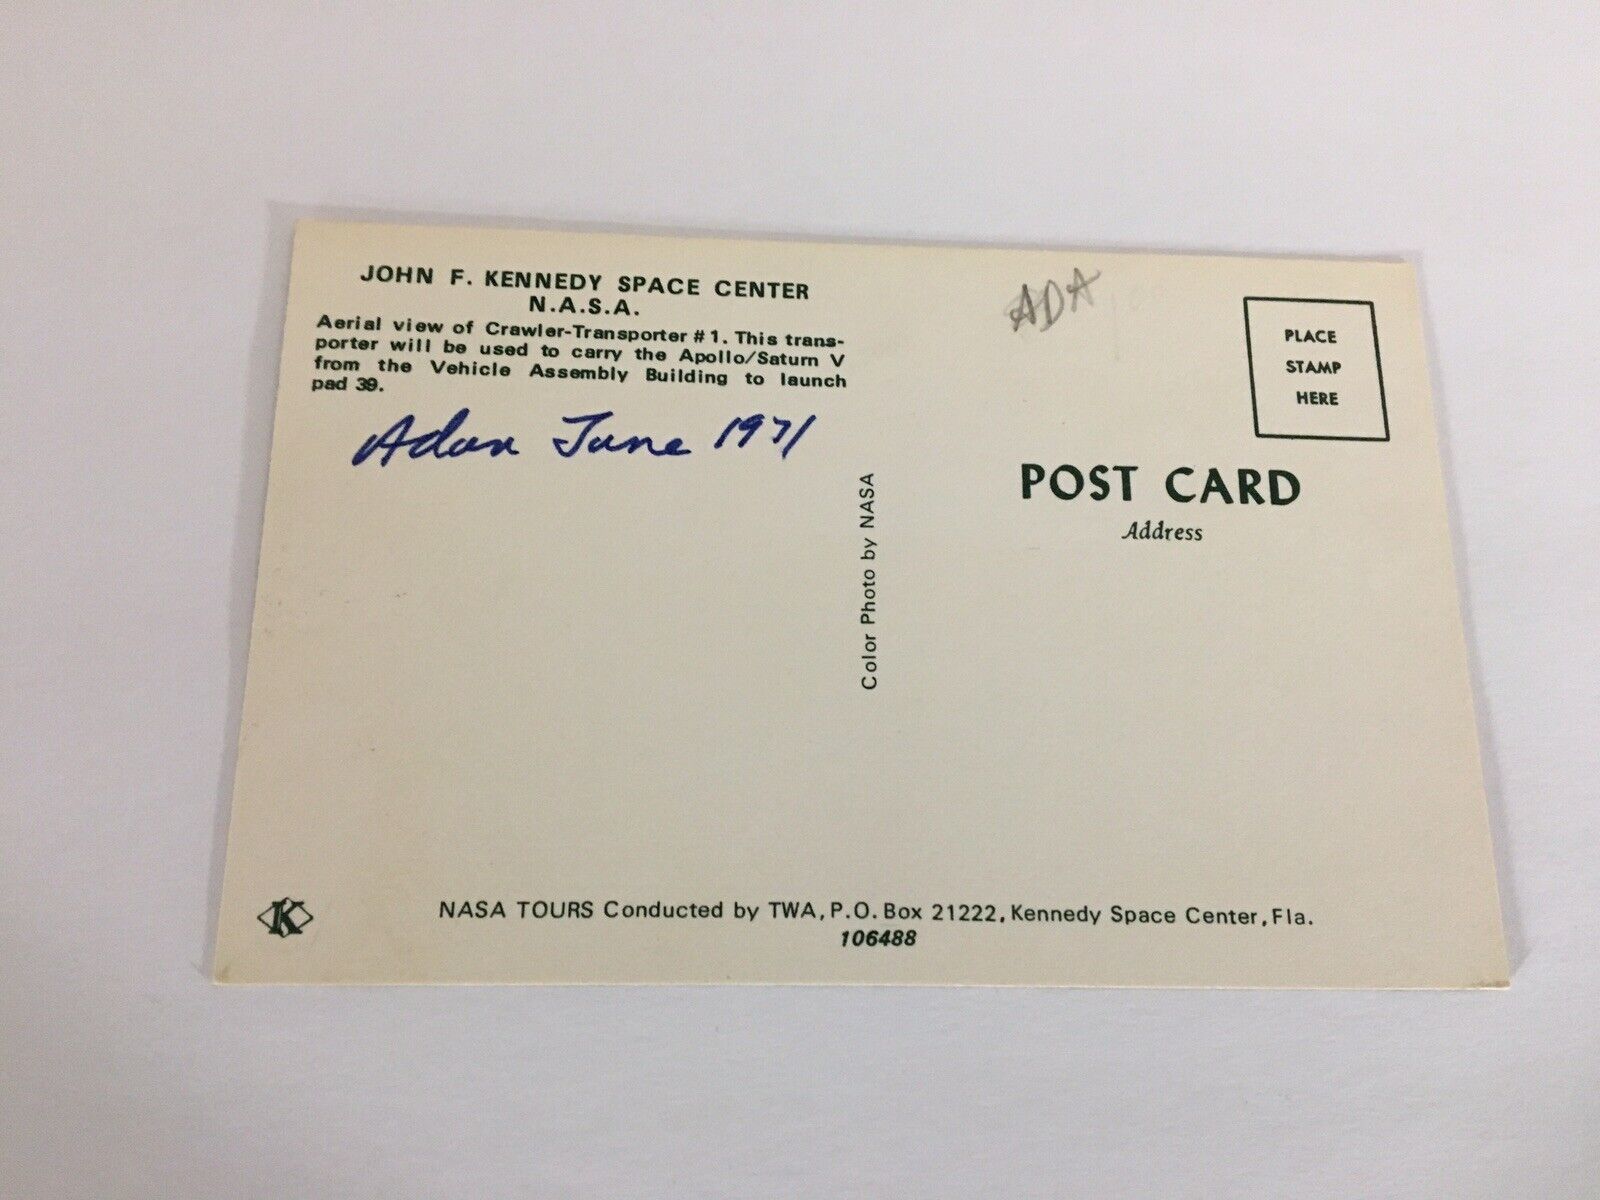 JOHN F. KENNEDY SPACE CENTER
N.A.S.A.
Aerial view of Crawler-Transporter #1. This trans-
porter will be used to carry the Apollo/Saturn V
from the Vehicle Assembly Building to launch
pad 39.
Adan June 1971
ADA
PLACE
STAMP
HERE
POST CARD
Address
Color Photo by NASA
K
NASA TOURS Conducted by TWA, P.O. Box 21222, Kennedy Space Center, Fla.
106488